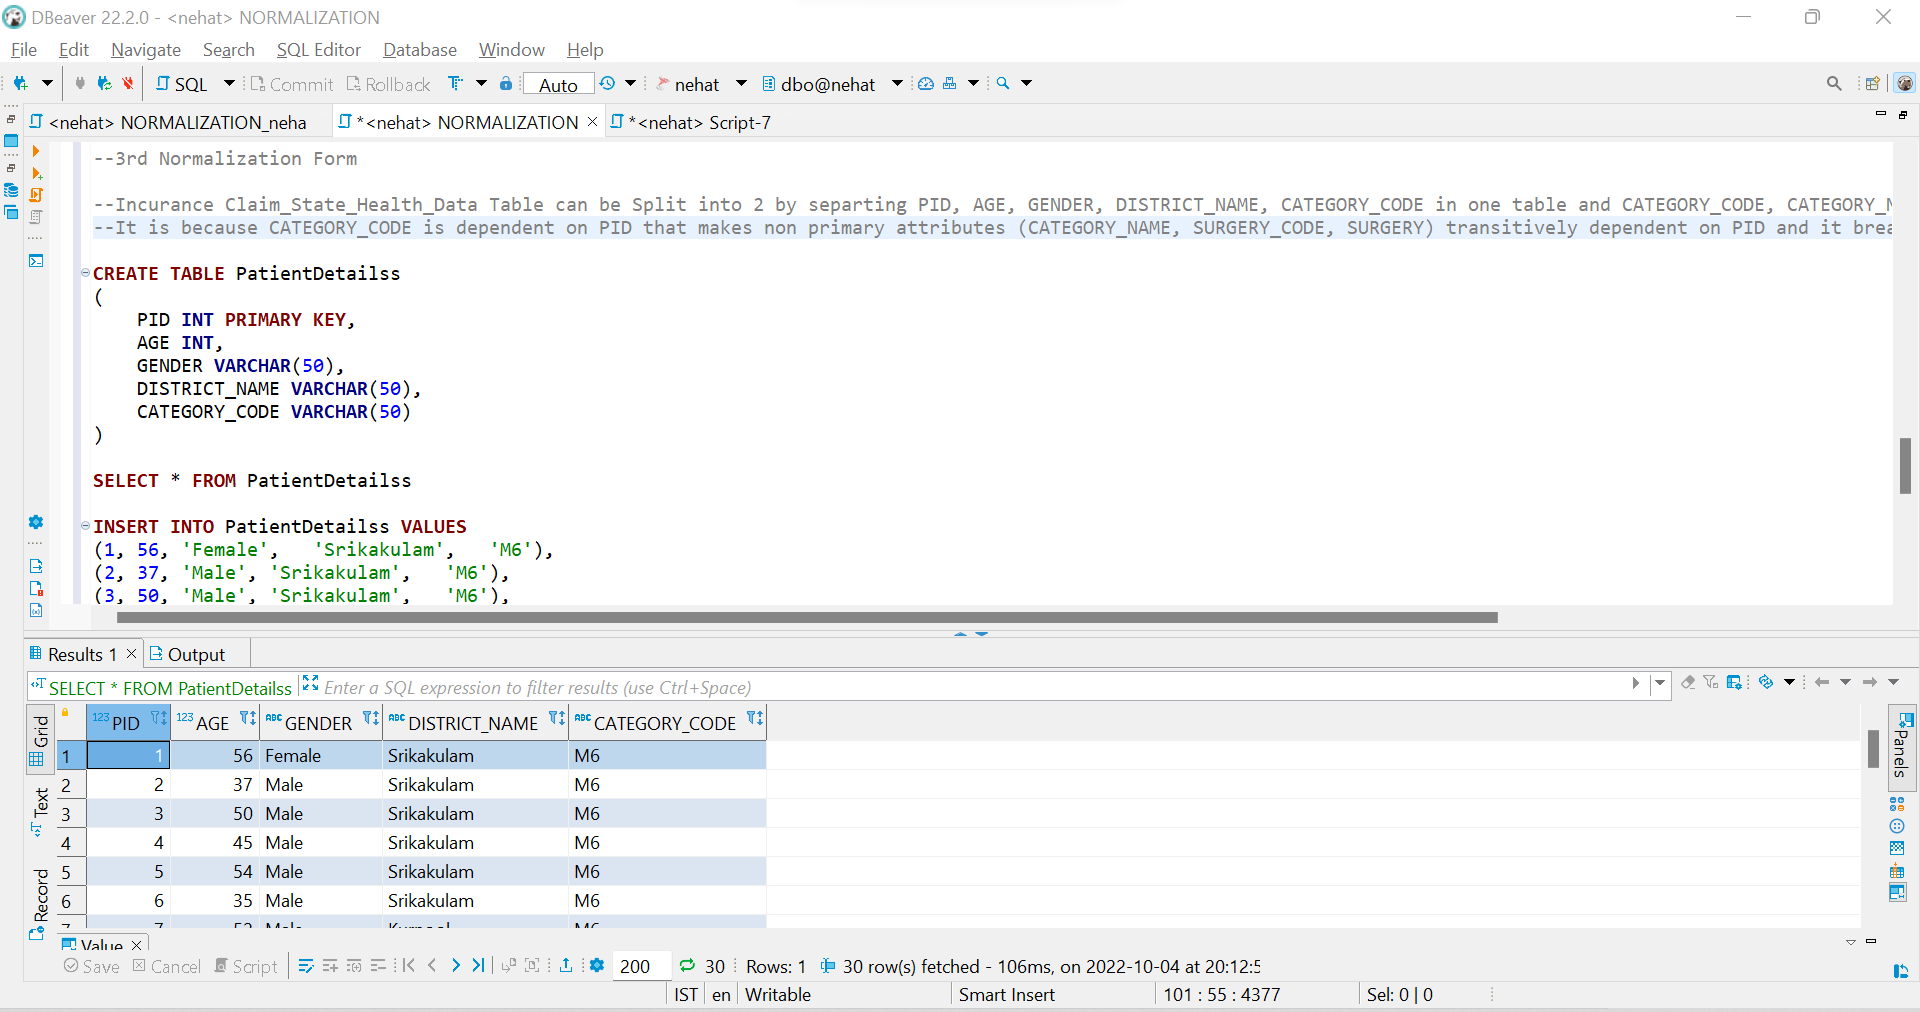 DBeaver 22.2.0 - <nehat> NORMALIZATION
File Edit Navigate Search SQL Editor Database Window Help
SQL Commit Rollback Auto nehat dbo@nehat
<nehat> NORMALIZATION_neha *<nehat> NORMALIZATION *<nehat> Script-7
--3rd Normalization Form
--Incurance Claim_State_Health_Data Table can be Split into 2 by separting PID, AGE, GENDER, DISTRICT_NAME, CATEGORY_CODE in one table and CATEGORY_CODE, CATEGORY_N
--It is because CATEGORY_CODE is dependent on PID that makes non primary attributes (CATEGORY_NAME, SURGERY_CODE, SURGERY) transitively dependent on PID and it brea
CREATE TABLE PatientDetailss
(
PID INT PRIMARY KEY,
AGE INT,
GENDER VARCHAR(50),
DISTRICT_NAME VARCHAR(50),
CATEGORY_CODE VARCHAR(50)
)
SELECT * FROM PatientDetailss
INSERT INTO PatientDetailss VALUES
(1, 56, 'Female', 'Srikakulam', 'M6'),
(2, 37, 'Male', 'Srikakulam', 'M6'),
(3, 50, 'Male', 'Srikakulam', 'M6'),
Results 1 Output
SELECT * FROM PatientDetailss Enter a SQL expression to filter results (use Ctrl+Space)
Grid
Text
Record
Panels
123 PID 123 AGE ABC GENDER ABC DISTRICT_NAME ABC CATEGORY_CODE
1 1 56 Female Srikakulam M6
2 2 37 Male Srikakulam M6
3 3 50 Male Srikakulam M6
4 4 45 Male Srikakulam M6
5 5 54 Male Srikakulam M6
6 6 35 Male Srikakulam M6
Value
Save Cancel Script 200 30 Rows: 1 30 row(s) fetched - 106ms, on 2022-10-04 at 20:12:5
IST en Writable Smart Insert 101 : 55 : 4377 Sel: 0 | 0